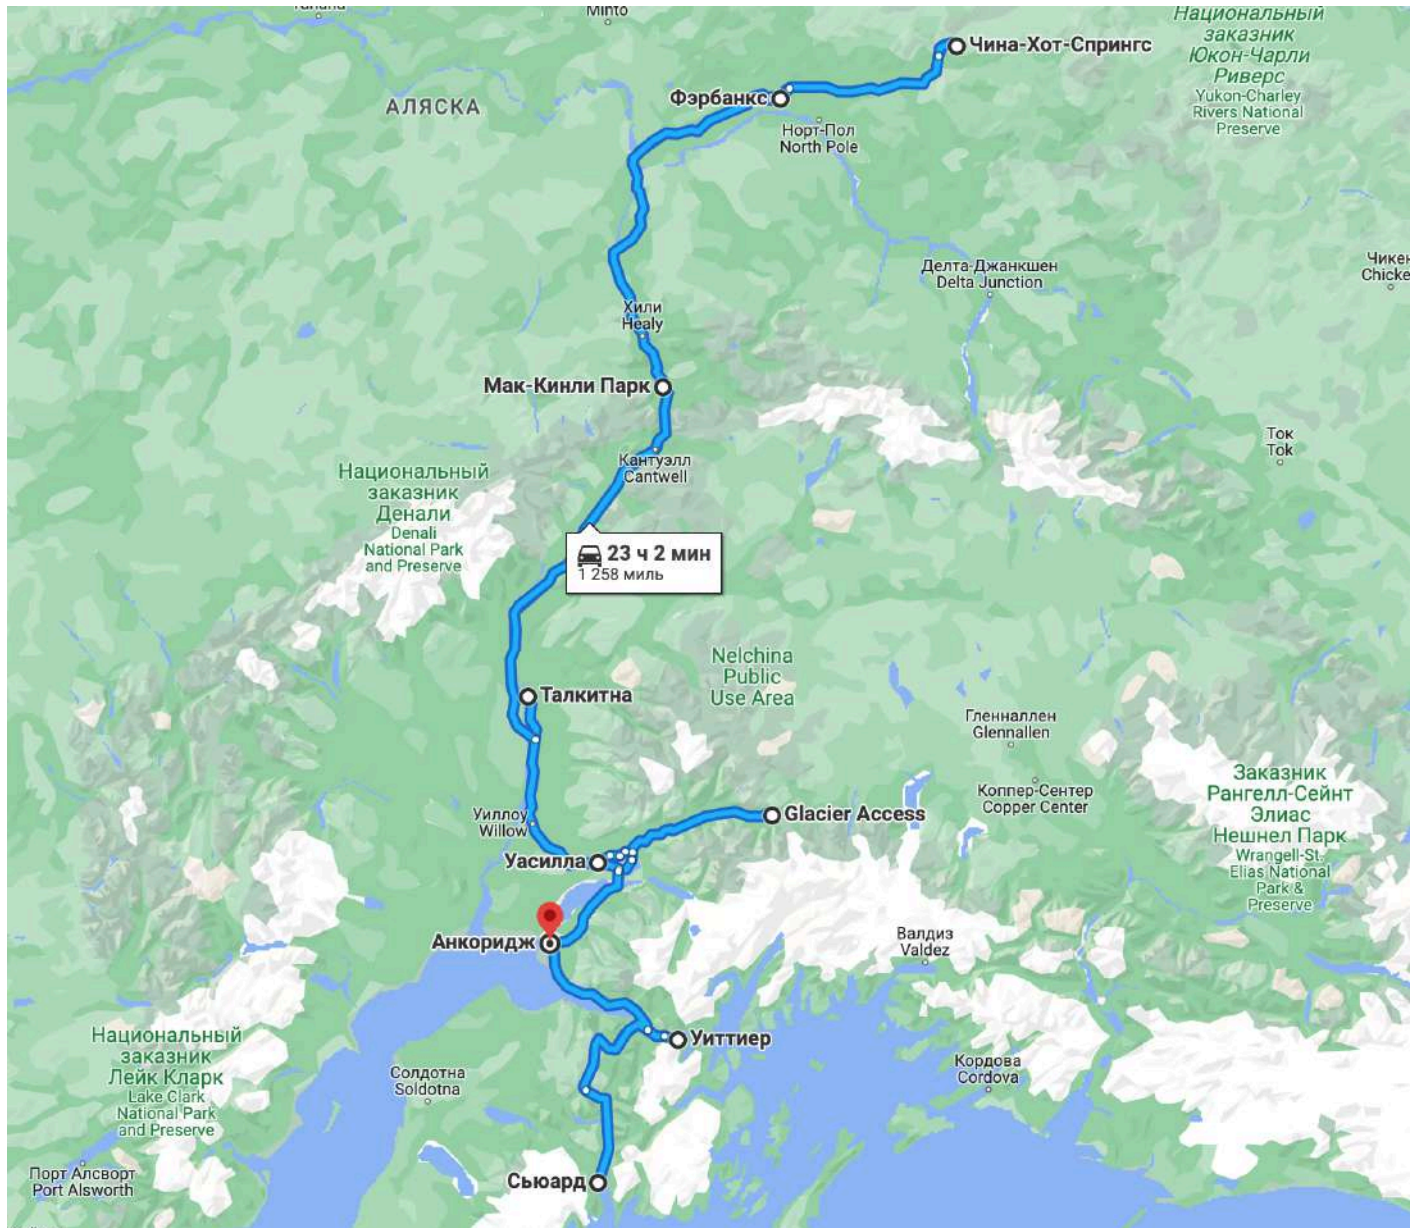 Minto
Национальный
заказник
Юкон-Чарли
Риверс
Yukon-Charley
Rivers National
Preserve
Чина-Хот-Спрингс
Фэрбанкс
АЛЯСКА
Норт-Пол
North Pole
Делта-Джанкшен
Delta Junction
Чикен
Chicke
Хили
Healy
Мак-Кинли Парк
Ток
Tok
Кантуэлл
Cantwell
Национальный
заказник
Денали
Denali
National Park
and Preserve
23 ч 2 мин
1 258 миль
Nelchina
Public
Use Area
Талкитна
Гленналлен
Glennallen
Коппер-Сентер
Copper Center
Заказник
Рангелл-Сейнт
Элиас
Нешнел Парк
Wrangell-St.
Elias National
Park &
Preserve
Glacier Access
Уиллоу
Willow
Уасилла
Анкоридж
Валдиз
Valdez
Уиттиер
Национальный
заказник
Лейк Кларк
Lake Clark
National Park
and Preserve
Солдотна
Soldotna
Кордова
Cordova
Порт Алсворт
Port Alsworth
Сьюард